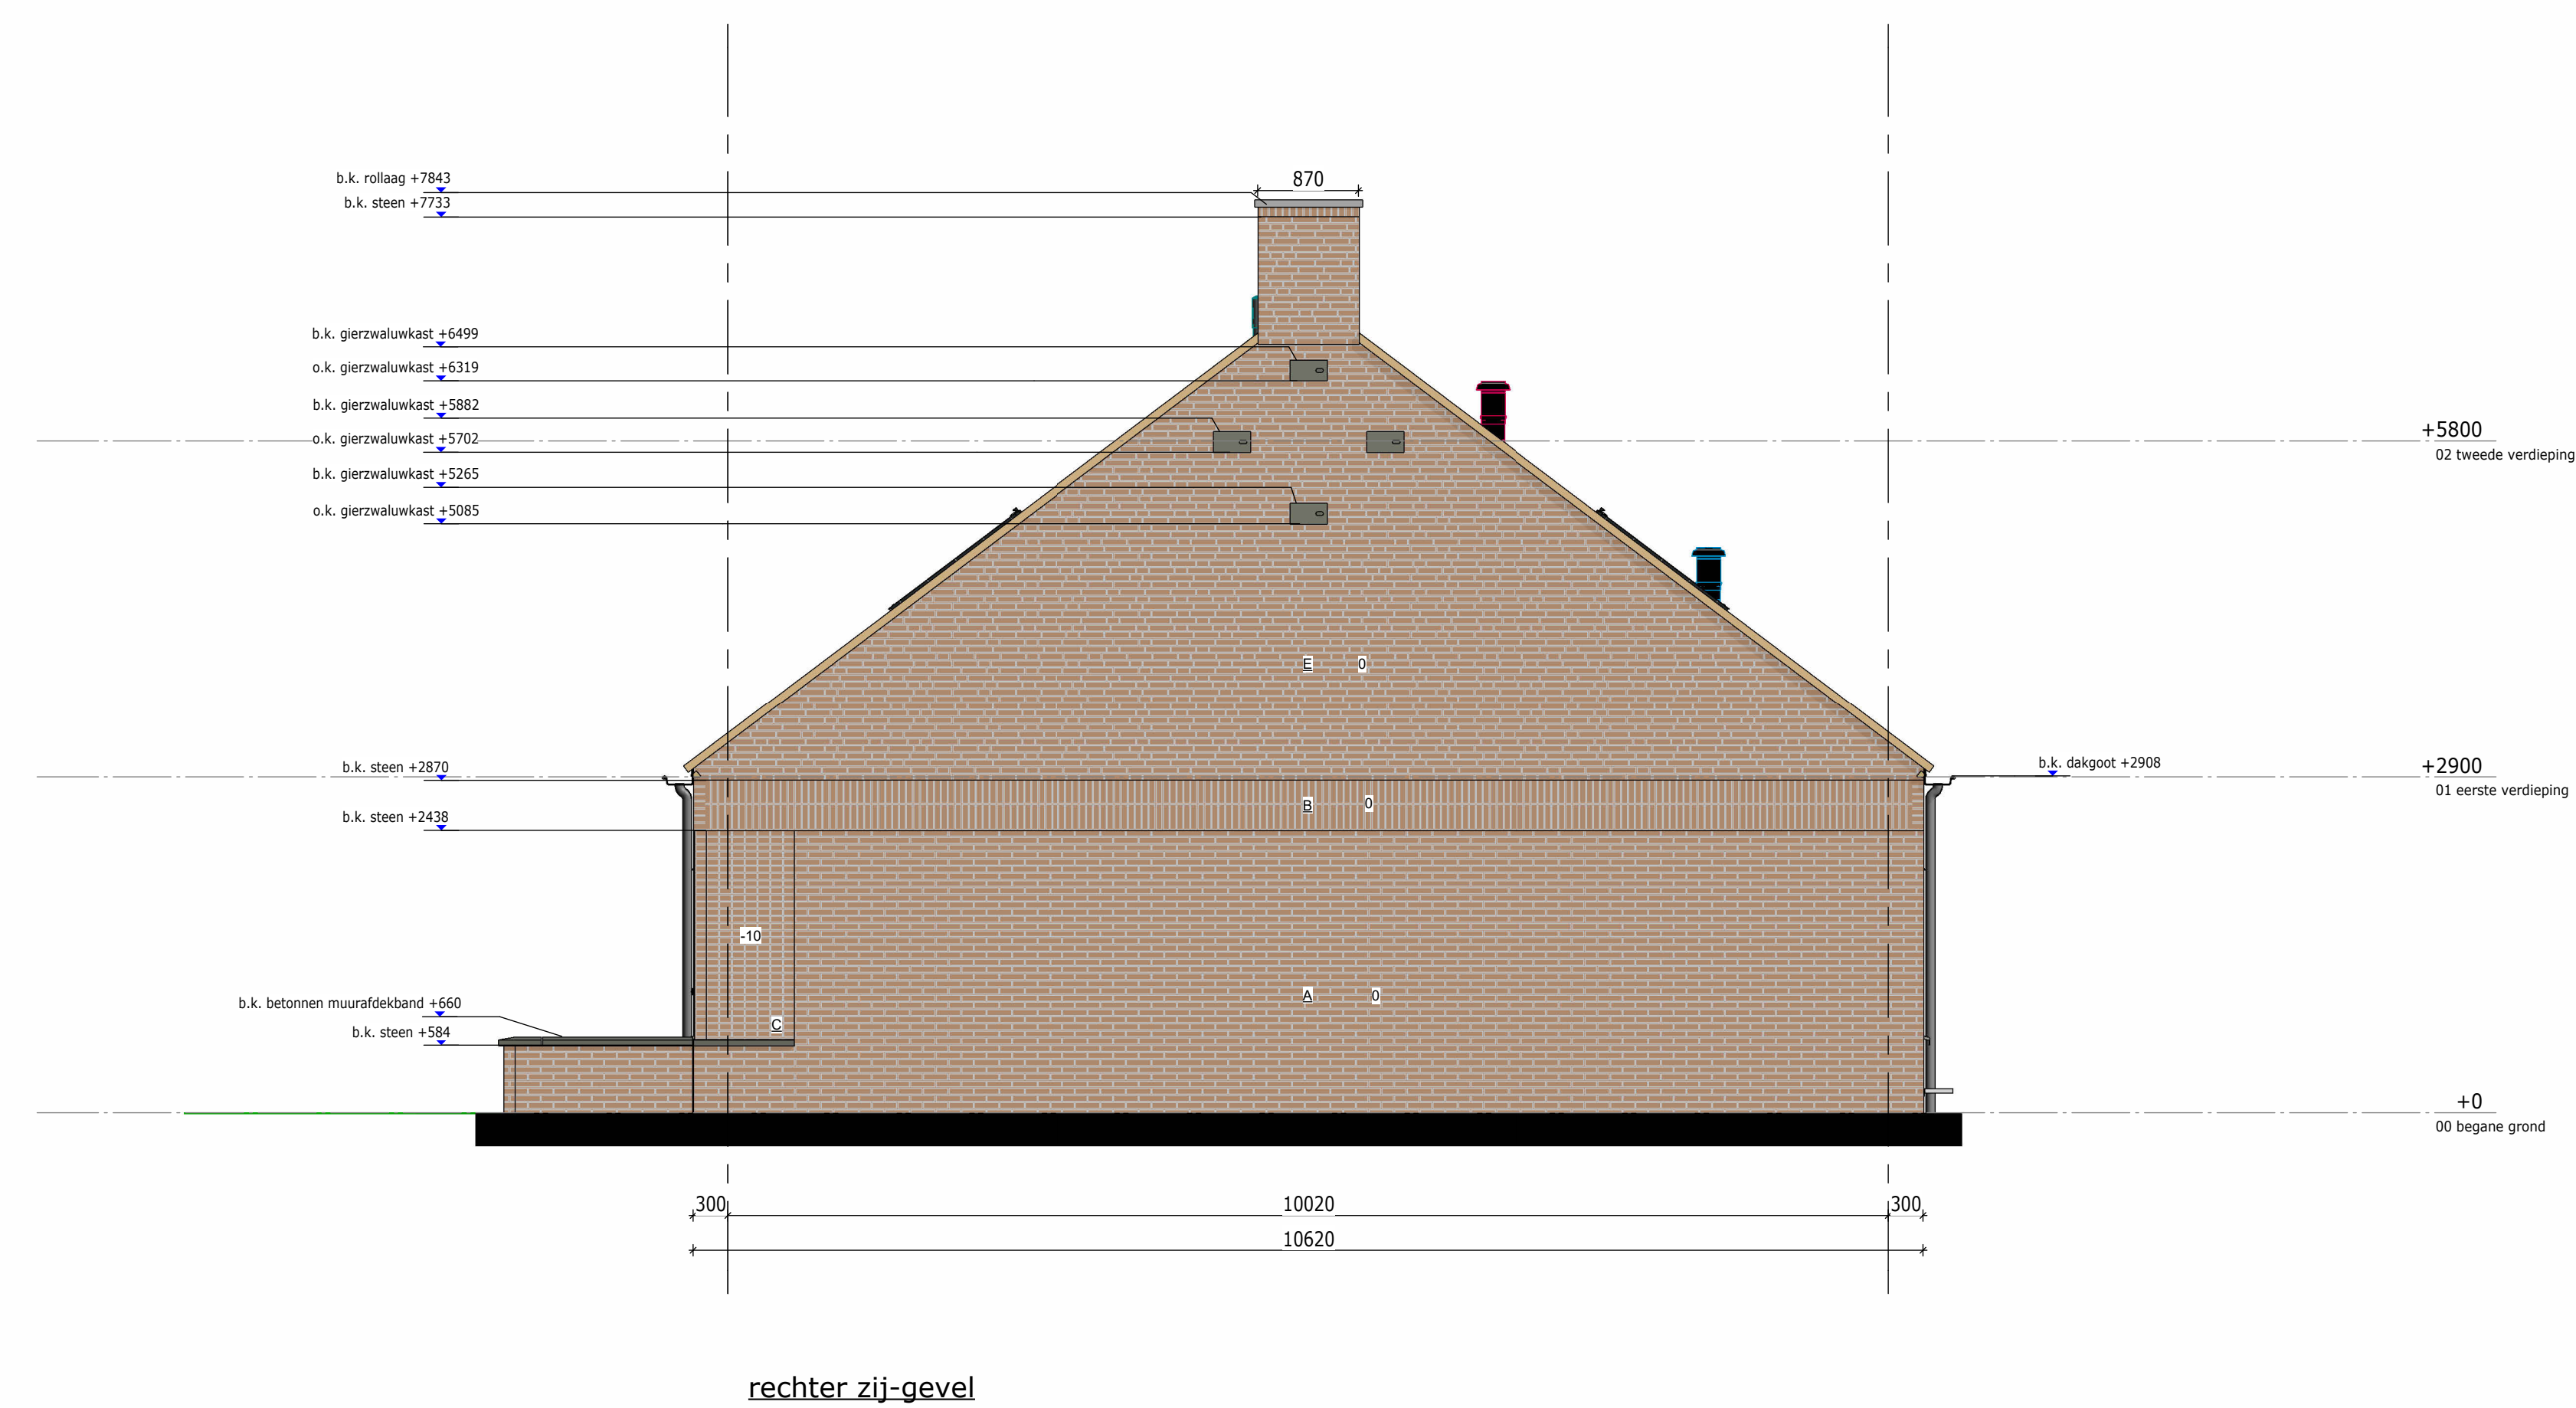 b.k. rollaag +7843
870
b.k. steen +7733
b.k. gierzwaluwkast +6499
o.k. gierzwaluwkast +6319
b.k. gierzwaluwkast +5882
o.k. gierzwaluwkast +5702
+5800
02 tweede verdieping
b.k. gierzwaluwkast +5265
o.k. gierzwaluwkast +5085
E 0
b.k. steen +2870
b.k. dakgoot +2908
+2900
01 eerste verdieping
B 0
b.k. steen +2438
-10
A 0
b.k. betonnen muurafdekband +660
C
b.k. steen +584
+0
00 begane grond
300 10020 300
10620
rechter zij-gevel